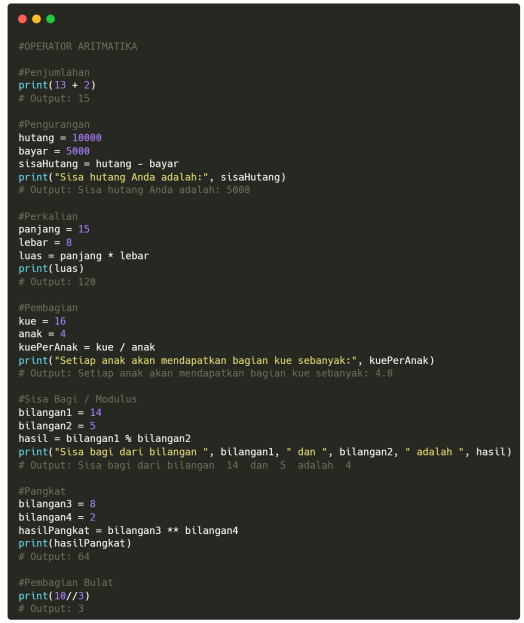 #OPERATOR ARITMATIKA
#Penjumlahan
print(13 + 2)
# Output: 15
#Pengurangan
hutang = 10000
bayar = 5000
sisaHutang = hutang - bayar
print("Sisa hutang Anda adalah:", sisaHutang)
# Output: Sisa hutang Anda adalah: 5000
#Perkalian
panjang = 15
lebar = 8
luas = panjang * lebar
print(luas)
# Output: 120
#Pembagian
kue = 16
anak = 4
kuePerAnak = kue / anak
print("Setiap anak akan mendapatkan bagian kue sebanyak:", kuePerAnak)
# Output: Setiap anak akan mendapatkan bagian kue sebanyak: 4.0
#Sisa Bagi / Modulus
bilangan1 = 14
bilangan2 = 5
hasil = bilangan1 % bilangan2
print("Sisa bagi dari bilangan ", bilangan1, " dan ", bilangan2, " adalah ", hasil)
# Output: Sisa bagi dari bilangan  14  dan  5  adalah  4
#Pangkat
bilangan3 = 8
bilangan4 = 2
hasilPangkat = bilangan3 ** bilangan4
print(hasilPangkat)
# Output: 64
#Pembagian Bulat
print(10//3)
# Output: 3